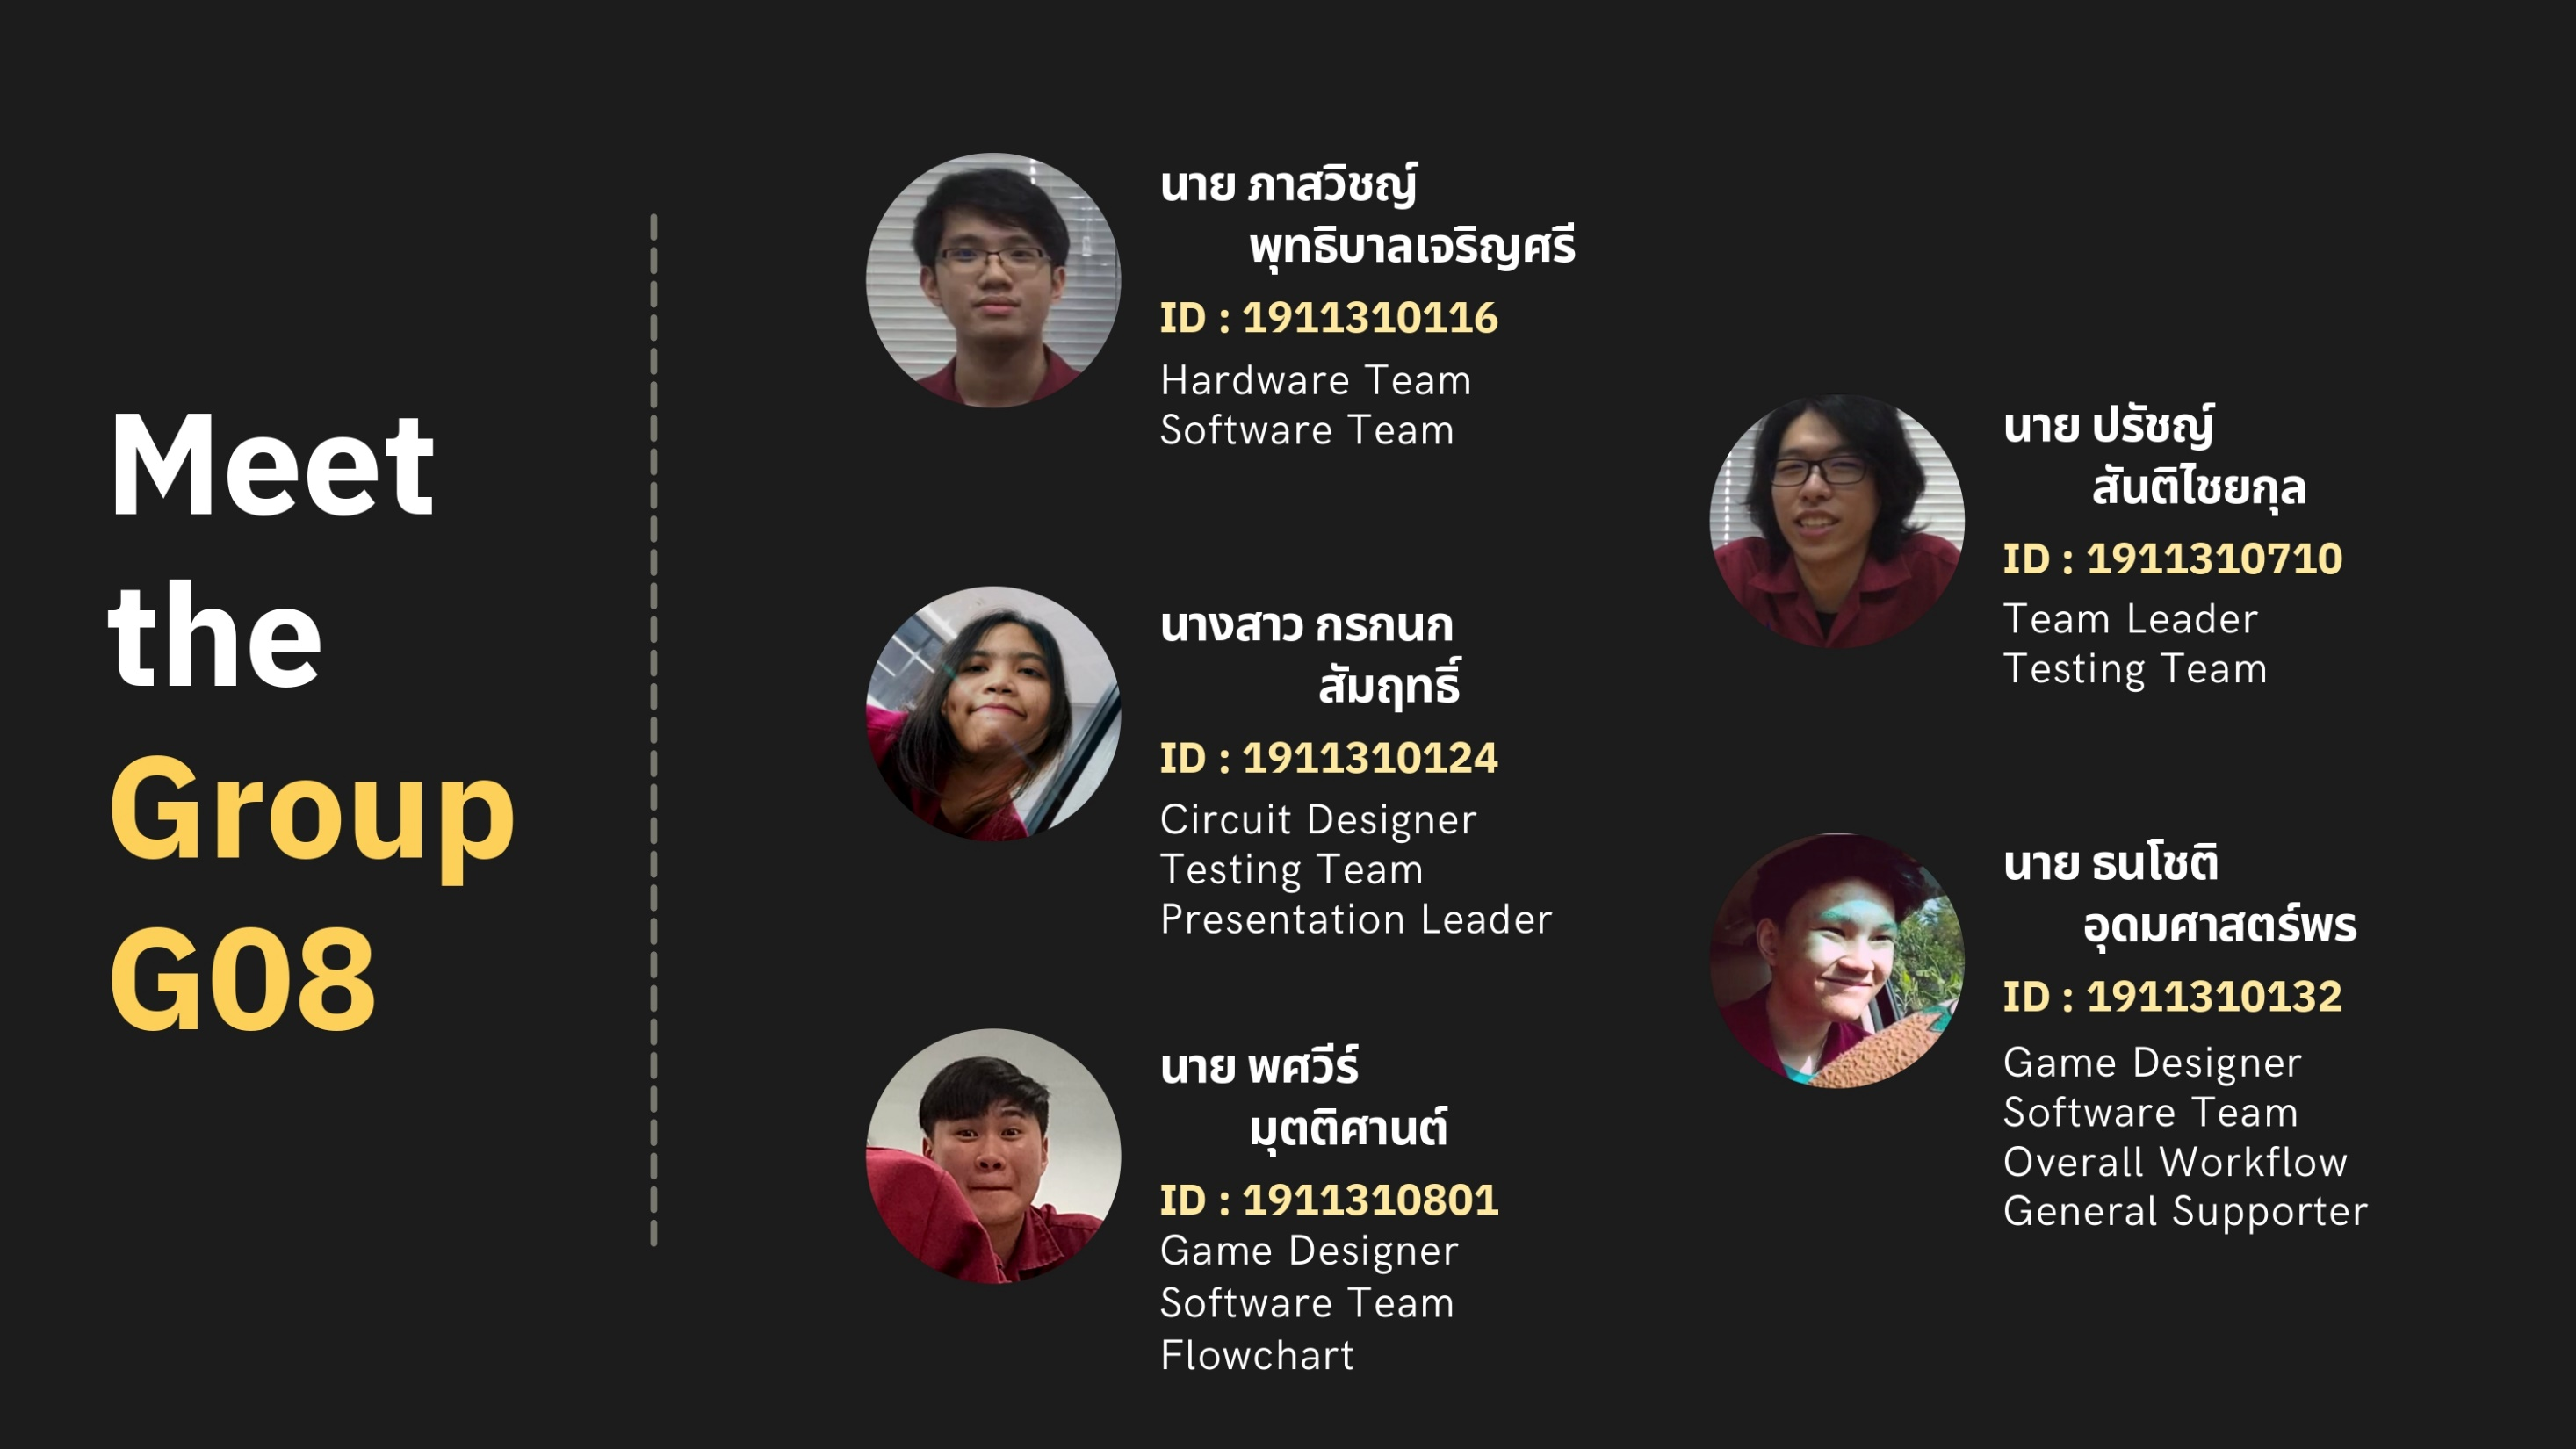 Meet
the
Group
G08
นาย ภาสวิชญ์
พุทธิบาลเจริญศรี
ID : 1911310116
Hardware Team
Software Team
นางสาว กรกนก
สัมฤทธิ์
ID : 1911310124
Circuit Designer
Testing Team
Presentation Leader
นาย พศวีร์
มุตติศานต์
ID : 1911310801
Game Designer
Software Team
Flowchart
นาย ปรัชญ์
สันติไชยกุล
ID : 1911310710
Team Leader
Testing Team
นาย ธนโชติ
อุดมศาสตร์พร
ID : 1911310132
Game Designer
Software Team
Overall Workflow
General Supporter